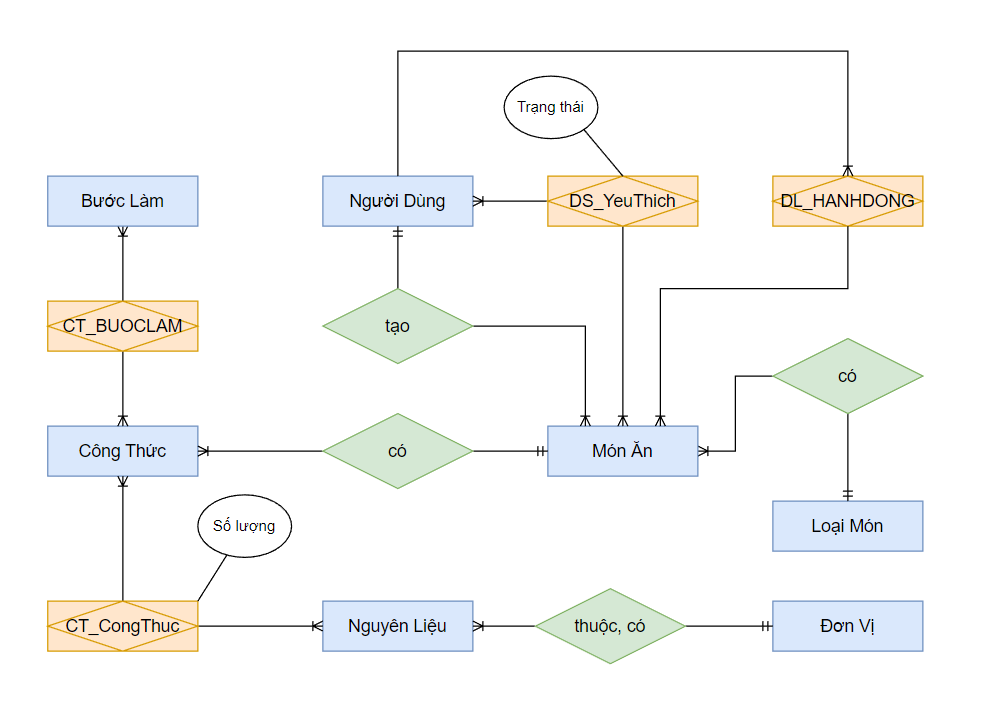 Trạng thái
Bước Làm
Người Dùng
DS_YeuThich
DL_HANHDONG
CT_BUOCLAM
tạo
có
Công Thức
có
Món Ăn
Số lượng
Loại Món
CT_CongThuc
Nguyên Liệu
thuộc, có
Đơn Vị